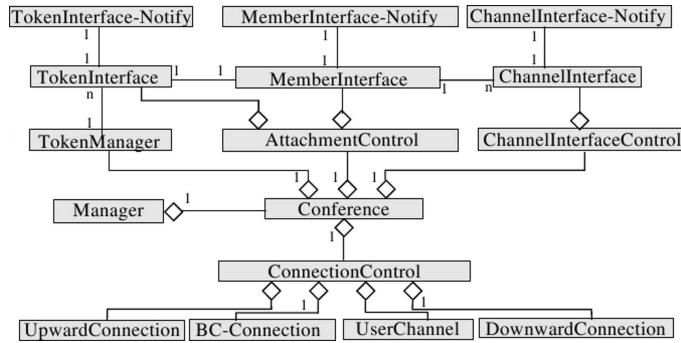 TokenInterface-Notify MemberInterface-Notify ChannelInterface-Notify
1 1 1
1 1 1
TokenInterface 1 1 MemberInterface 1 n ChannelInterface
n
1
TokenManager AttachmentControl ChannelInterfaceControl
1 1 1
Manager 1 Conference
1
ConnectionControl
1 1
UpwardConnection BC-Connection UserChannel DownwardConnection